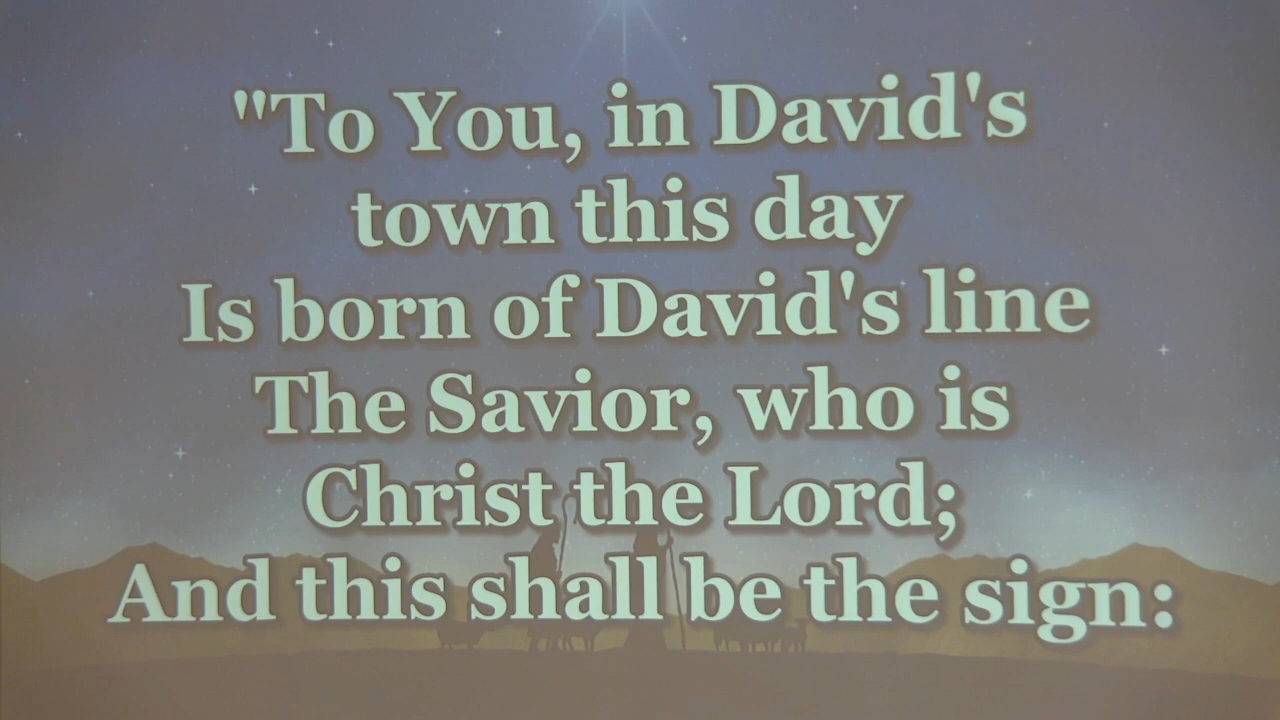 "To You, in David's
town this day
Is born of David's line
The Savior, who is
Christ the Lord;
And this shall be the sign: